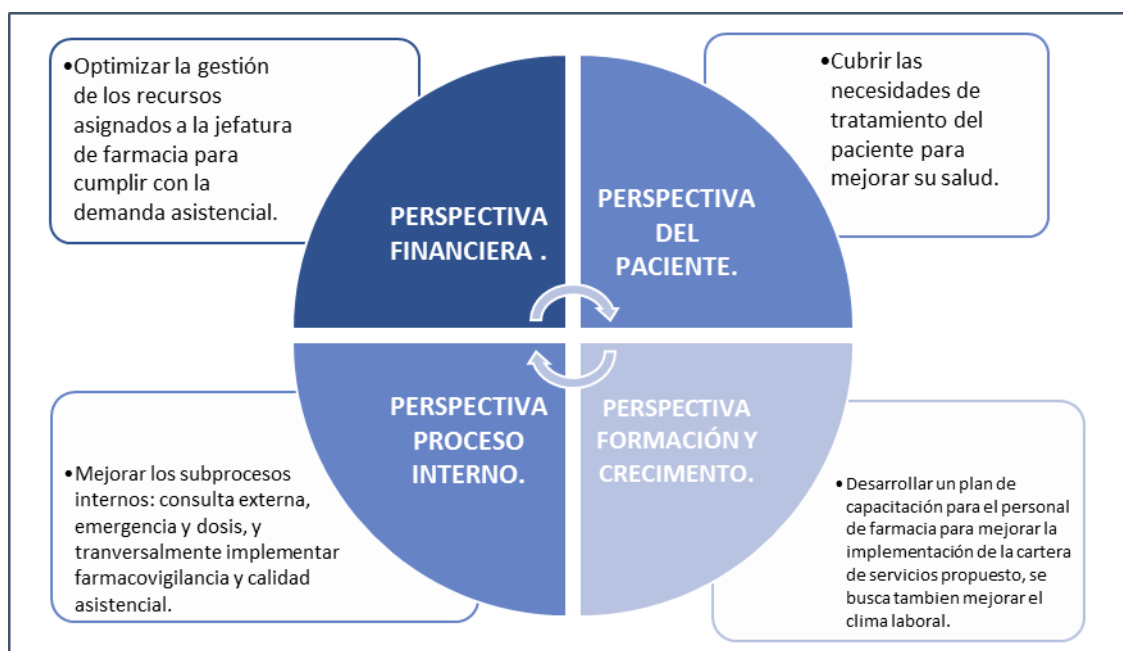 •Optimizar la gestión
de los recursos
asignados a la jefatura
de farmacia para
cumplir con la
demanda asistencial.
•Cubrir las
necesidades de
tratamiento del
paciente para
mejorar su salud.
PERSPECTIVA
FINANCIERA .
PERSPECTIVA
DEL
PACIENTE.
PERSPECTIVA
PROCESO
INTERNO.
PERSPECTIVA
FORMACIÓN Y
CRECIMENTO.
•Mejorar los subprocesos
internos: consulta externa,
emergencia y dosis, y
tranversalmente implementar
farmacovigilancia y calidad
asistencial.
•Desarrollar un plan de
capacitación para el personal
de farmacia para mejorar la
implementación de la cartera
de servicios propuesto, se
busca tambien mejorar el
clima laboral.